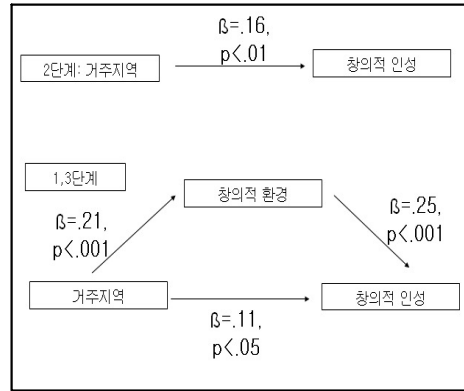 ß=.16,
p<.01
2단계: 거주지역
창의적 인성
1,3단계
창의적 환경
ß=.21,
p<.001
ß=.25,
p<.001
거주지역
창의적 인성
ß=.11,
p<.05